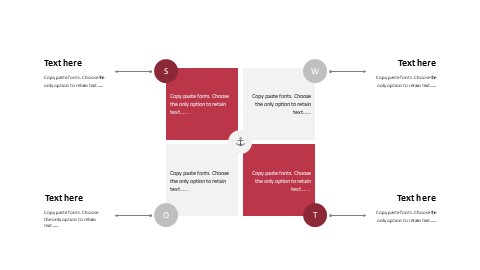 Text here
Copy paste fonts. Choose the
only option to retain text......
S
W
Text here
Copy paste fonts. Choose the
only option to retain text......
Copy paste fonts. Choose
the only option to retain
text......
Copy paste fonts. Choose
the only option to retain
text......
Copy paste fonts. Choose
the only option to retain
text......
Copy paste fonts. Choose
the only option to retain
text......
Text here
Copy paste fonts. Choose
the only option to retain
text......
O
T
Text here
Copy paste fonts. Choose the
only option to retain text......